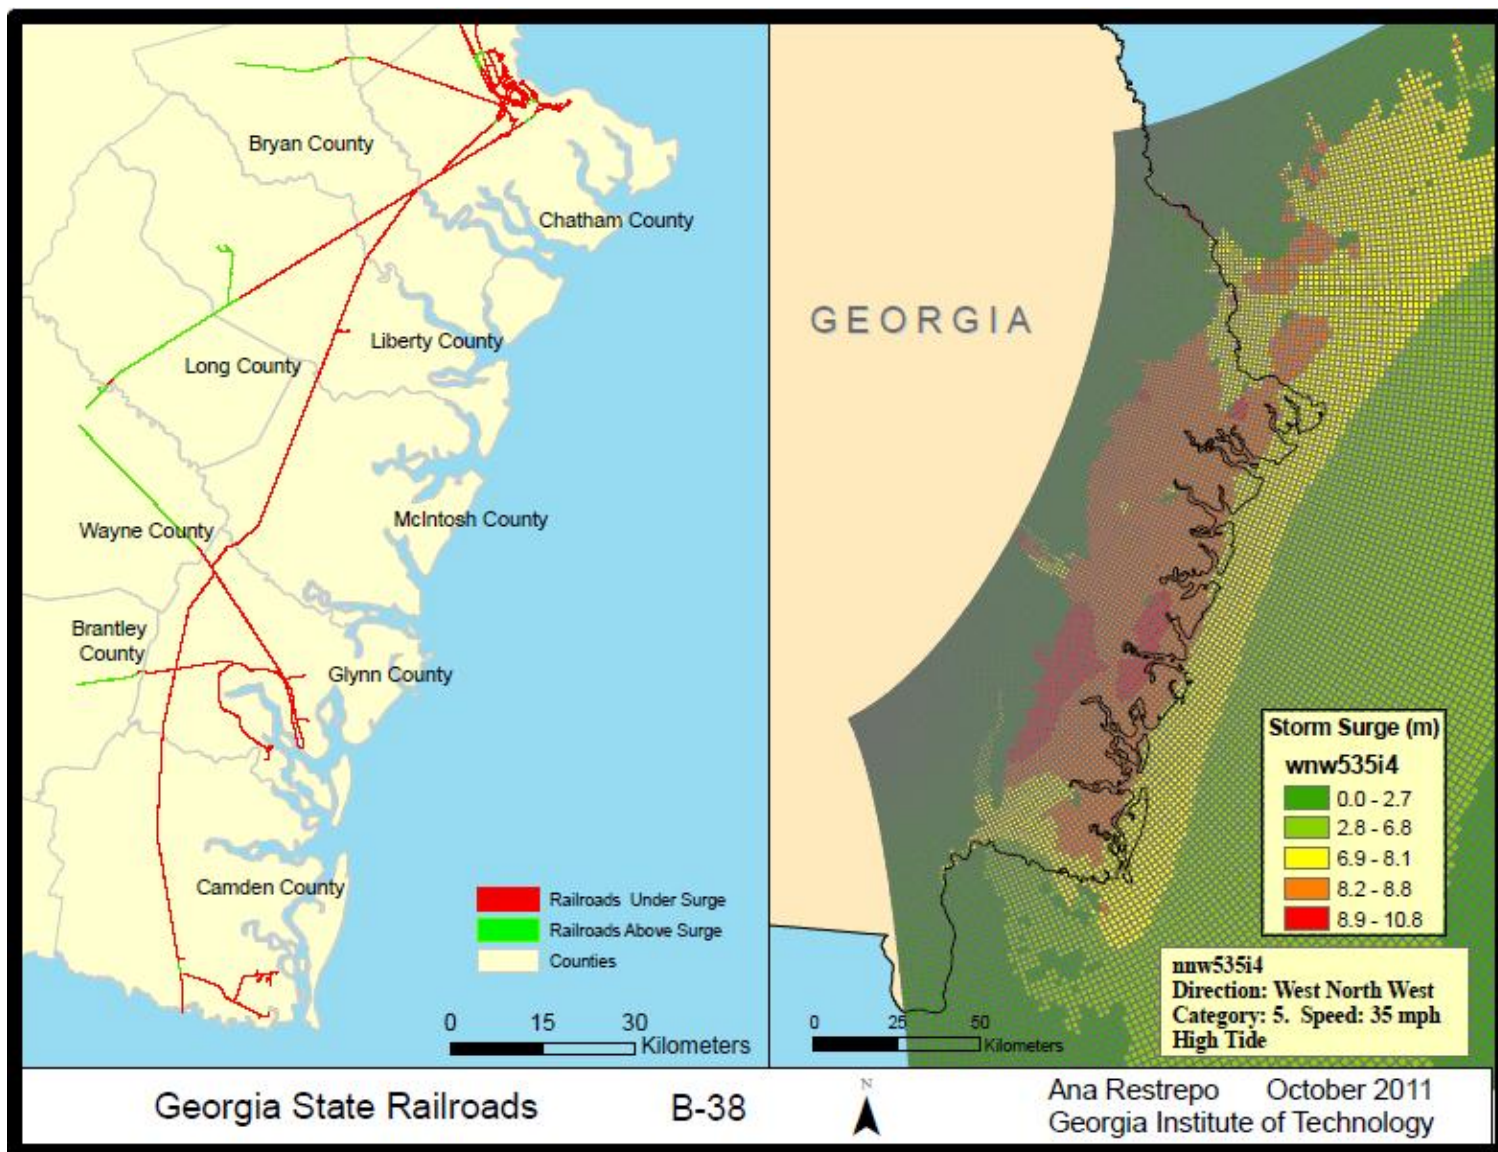 Bryan County
Chatham County
Liberty County
Long County
McIntosh County
Wayne County
Brantley
County
Glynn County
Camden County
Railroads Under Surge
Railroads Above Surge
Counties
0 15 30
Kilometers
GEORGIA
Storm Surge (m)
wnw535i4
0.0 - 2.7
2.8 - 6.8
6.9 - 8.1
8.2 - 8.8
8.9 - 10.8
nnw535i4
Direction: West North West
Category: 5. Speed: 35 mph
High Tide
0 25 50
Kilometers
Georgia State Railroads
B-38
N
Ana Restrepo October 2011
Georgia Institute of Technology